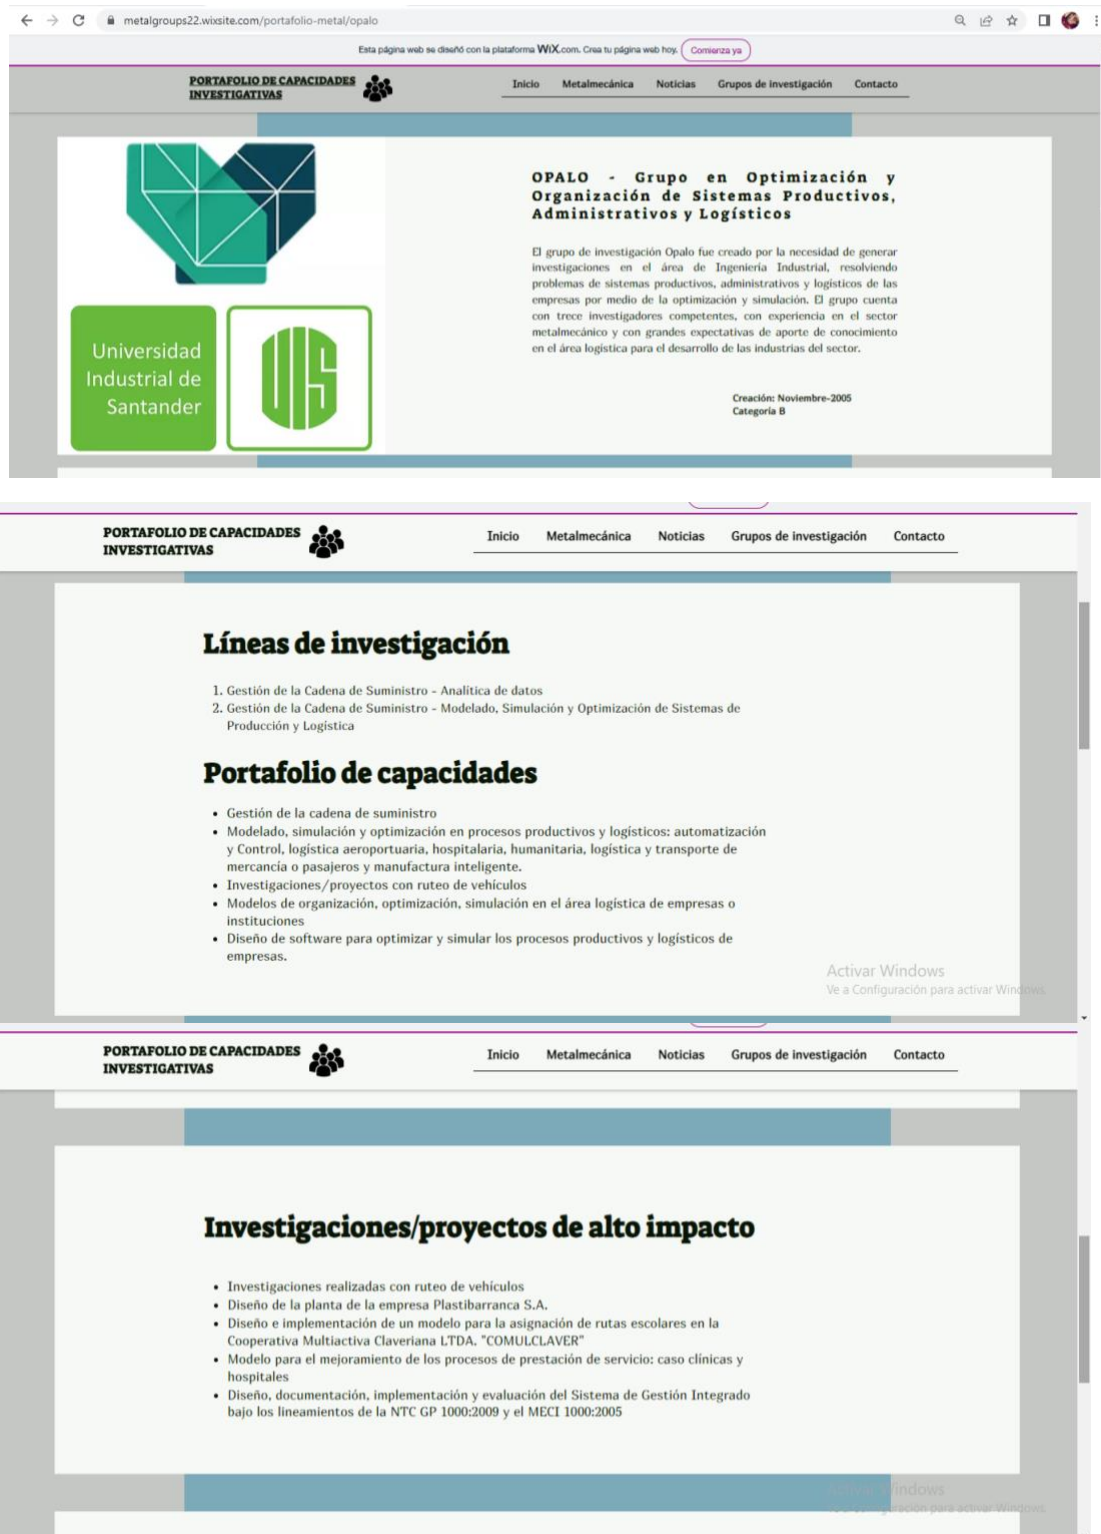 metalgroups22.wixsite.com/portafolio-metal/opalo
Esta página web se diseñó con la plataforma WiX.com. Crea tu página web hoy. Comienza ya
PORTAFOLIO DE CAPACIDADES
INVESTIGATIVAS
Inicio Metalmecánica Noticias Grupos de investigación Contacto
OPALO - Grupo en Optimización y
Organización de Sistemas Productivos,
Administrativos y Logísticos
El grupo de investigación Opalo fue creado por la necesidad de generar
investigaciones en el área de Ingeniería Industrial, resolviendo
problemas de sistemas productivos, administrativos y logísticos de las
empresas por medio de la optimización y simulación. El grupo cuenta
con trece investigadores competentes, con experiencia en el sector
metalmecánico y con grandes expectativas de aporte de conocimiento
en el área logística para el desarrollo de las industrias del sector.
Universidad
Industrial de
Santander
UIS
Creación: Noviembre-2005
Categoría B
PORTAFOLIO DE CAPACIDADES
INVESTIGATIVAS
Inicio Metalmecánica Noticias Grupos de investigación Contacto
Líneas de investigación
1. Gestión de la Cadena de Suministro - Analítica de datos
2. Gestión de la Cadena de Suministro - Modelado, Simulación y Optimización de Sistemas de
Producción y Logística
Portafolio de capacidades
• Gestión de la cadena de suministro
• Modelado, simulación y optimización en procesos productivos y logísticos: automatización
y Control, logística aeroportuaria, hospitalaria, humanitaria, logística y transporte de
mercancía o pasajeros y manufactura inteligente.
• Investigaciones/proyectos con ruteo de vehículos
• Modelos de organización, optimización, simulación en el área logística de empresas o
instituciones
• Diseño de software para optimizar y simular los procesos productivos y logísticos de
empresas.
Activar Windows
Ve a Configuración para activar Windows.
PORTAFOLIO DE CAPACIDADES
INVESTIGATIVAS
Inicio Metalmecánica Noticias Grupos de investigación Contacto
Investigaciones/proyectos de alto impacto
• Investigaciones realizadas con ruteo de vehículos
• Diseño de la planta de la empresa Plastibarranca S.A.
• Diseño e implementación de un modelo para la asignación de rutas escolares en la
Cooperativa Multiactiva Claveriana LTDA. "COMULCLAVER"
• Modelo para el mejoramiento de los procesos de prestación de servicio: caso clínicas y
hospitales
• Diseño, documentación, implementación y evaluación del Sistema de Gestión Integrado
bajo los lineamientos de la NTC GP 1000:2009 y el MECI 1000:2005
Activar Windows
Ve a Configuración para activar Windows.